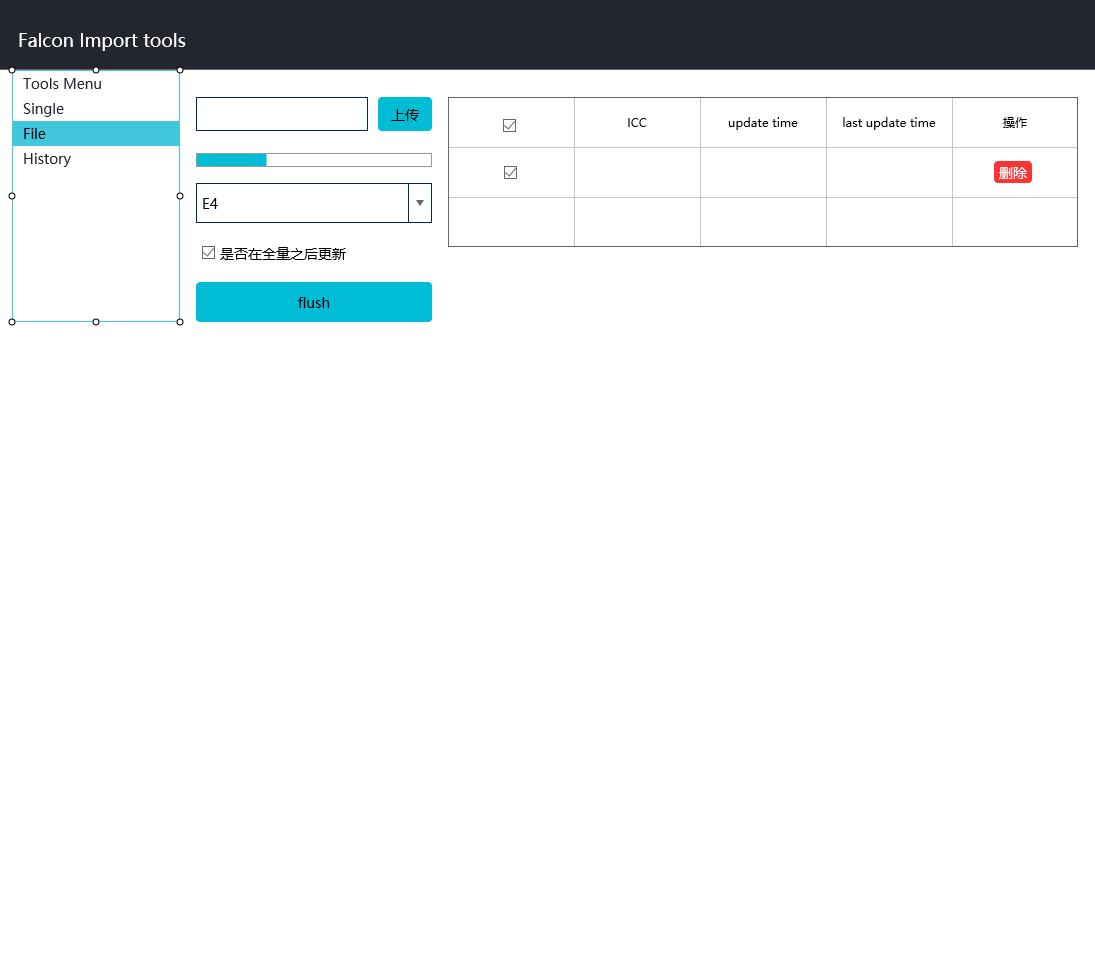 Falcon Import tools
Tools Menu
Single
File
History
上传
E4
是否在全量之后更新
flush
ICC
update time
last update time
操作
删除